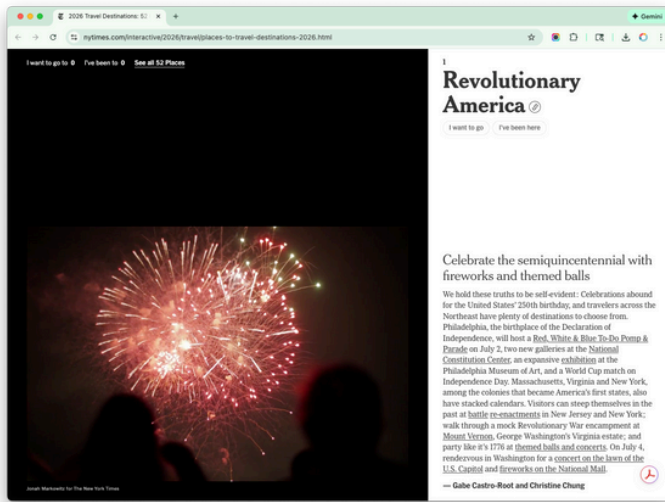 2026 Travel Destinations: 52
Gemini
nytimes.com/interactive/2026/travel/places-to-travel-destinations-2026.html
I want to go to 0 I've been to 0 See all 52 Places
1
Revolutionary
America
I want to go I've been here
Celebrate the semiquincentennial with
fireworks and themed balls
We hold these truths to be self-evident: Celebrations abound
for the United States' 250th birthday, and travelers across the
Northeast have plenty of destinations to choose from.
Philadelphia, the birthplace of the Declaration of
Independence, will host a Red, White & Blue To-Do Pomp &
Parade on July 2, two new galleries at the National
Constitution Center, an expansive exhibition at the
Philadelphia Museum of Art, and a World Cup match on
Independence Day. Massachusetts, Virginia and New York,
among the colonies that became America's first states, also
have stacked calendars. Visitors can steep themselves in the
past at battle re-enactments in New Jersey and New York;
walk through a mock Revolutionary War encampment at
Mount Vernon, George Washington's Virginia estate; and
party like it's 1776 at themed balls and concerts. On July 4,
rendezvous in Washington for a concert on the lawn of the
U.S. Capitol and fireworks on the National Mall.
— Gabe Castro-Root and Christine Chung
Jonah Markowitz for The New York Times